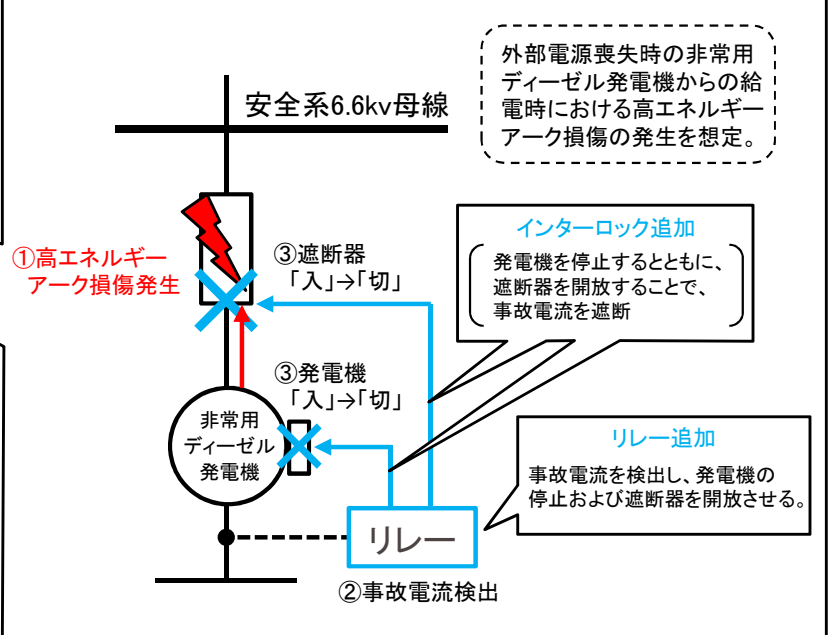 外部電源喪失時の非常用
ディーゼル発電機からの給
電時における高エネルギー
アーク損傷の発生を想定。
安全系6.6kv母線
①高エネルギー
アーク損傷発生
③遮断器
「入」→「切」
インターロック追加
発電機を停止するとともに、
遮断器を開放することで、
事故電流を遮断
③発電機
「入」→「切」
非常用
ディーゼル
発電機
リレー追加
事故電流を検出し、発電機の
停止および遮断器を開放させる。
リレー
②事故電流検出